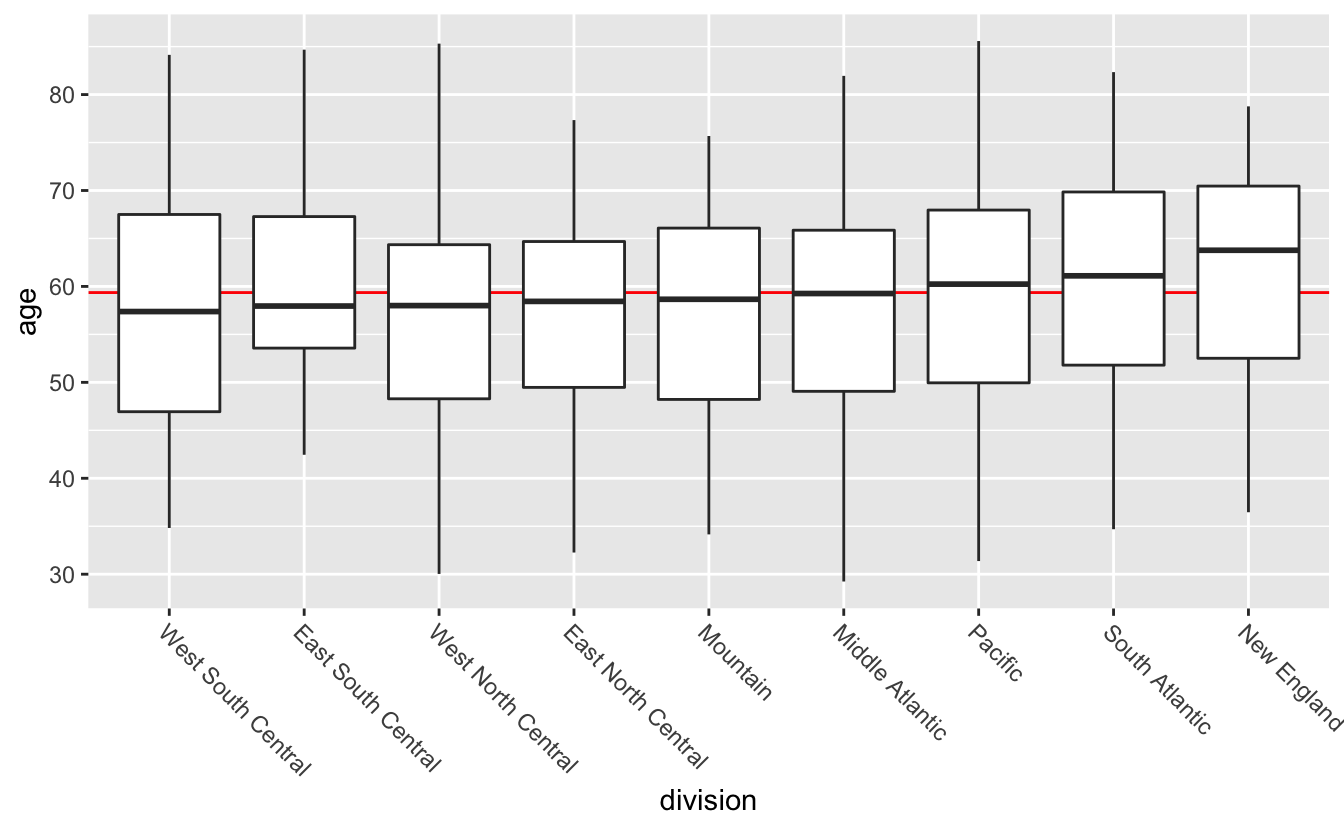 age
80
70
60
50
40
30
West South Central
East South Central
West North Central
East North Central
Mountain
Middle Atlantic
Pacific
South Atlantic
New England
division